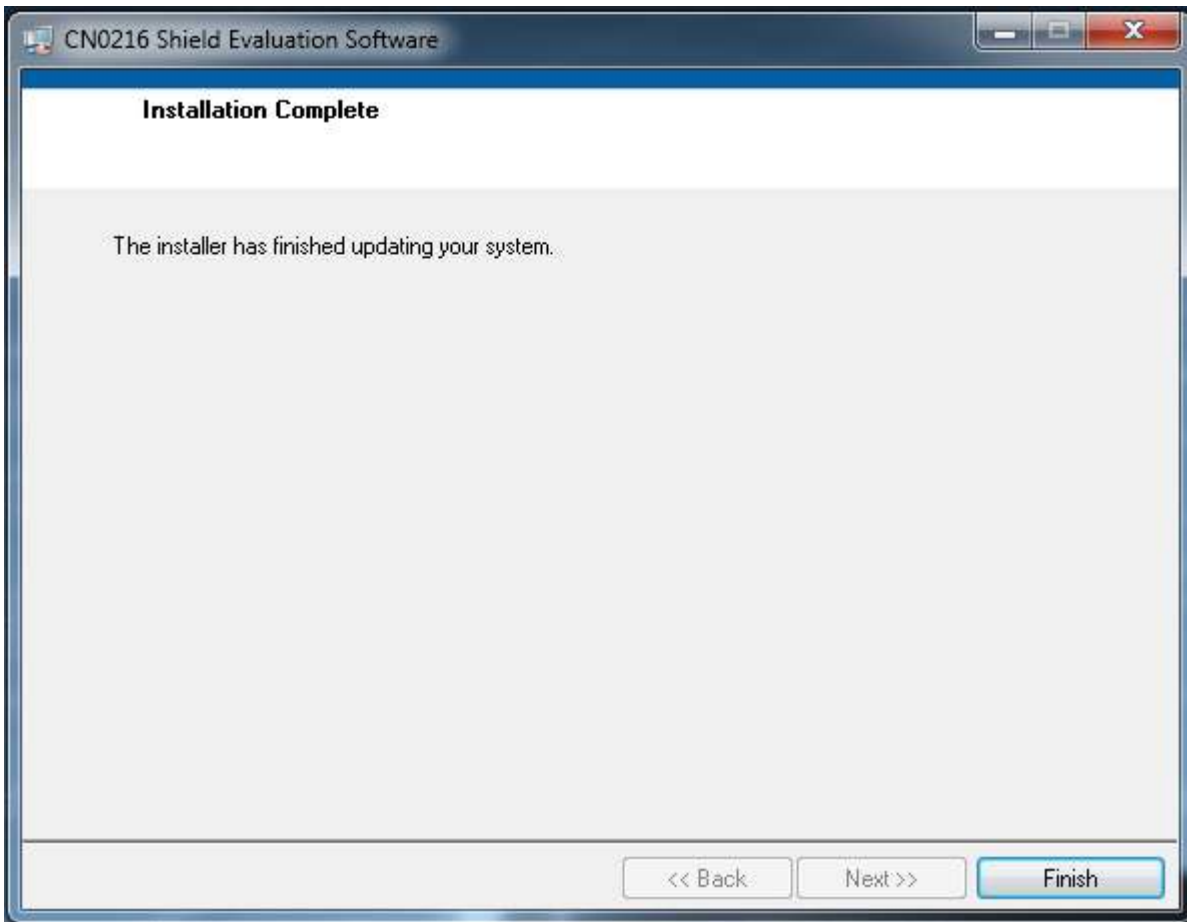 CN0216 Shield Evaluation Software
Installation Complete
The installer has finished updating your system.
<< Back
Next >>
Finish